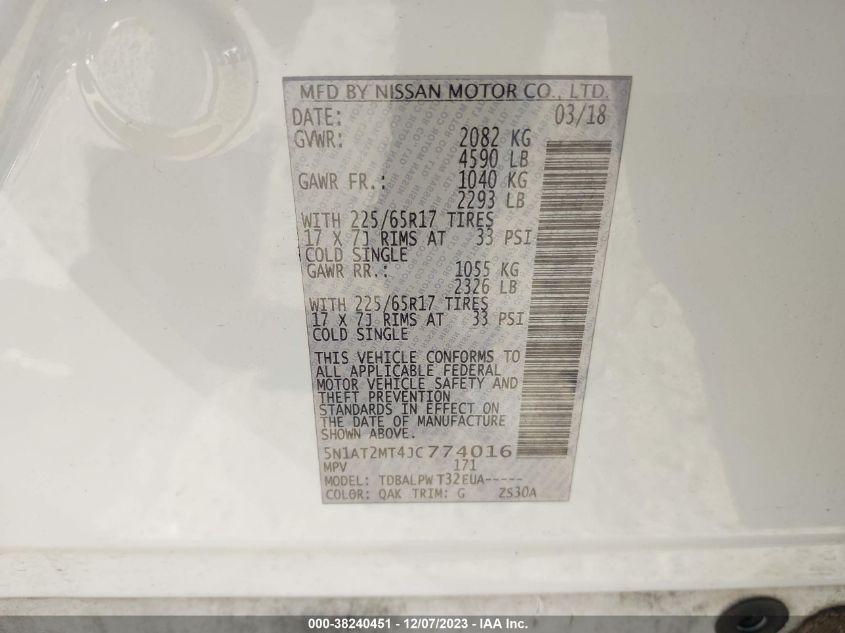 MFD BY NISSAN MOTOR CO., LTD.
DATE: 03/18
GVWR: 2082 KG
4590 LB
GAWR FR.: 1040 KG
2293 LB
WITH 225/65R17 TIRES
17 X 7J RIMS AT 33 PSI
COLD SINGLE
GAWR RR.: 1055 KG
2326 LB
WITH 225/65R17 TIRES
17 X 7J RIMS AT 33 PSI
COLD SINGLE
THIS VEHICLE CONFORMS TO
ALL APPLICABLE FEDERAL
MOTOR VEHICLE SAFETY AND
THEFT PREVENTION
STANDARDS IN EFFECT ON
THE DATE OF MANUFACTURE
SHOWN ABOVE.
5N1AT2MT4JC774016
MPV 171
MODEL: TDBALPW T32EUA-----
COLOR: QAK TRIM: G ZS30A
000-38240451 - 12/07/2023 - IAA Inc.